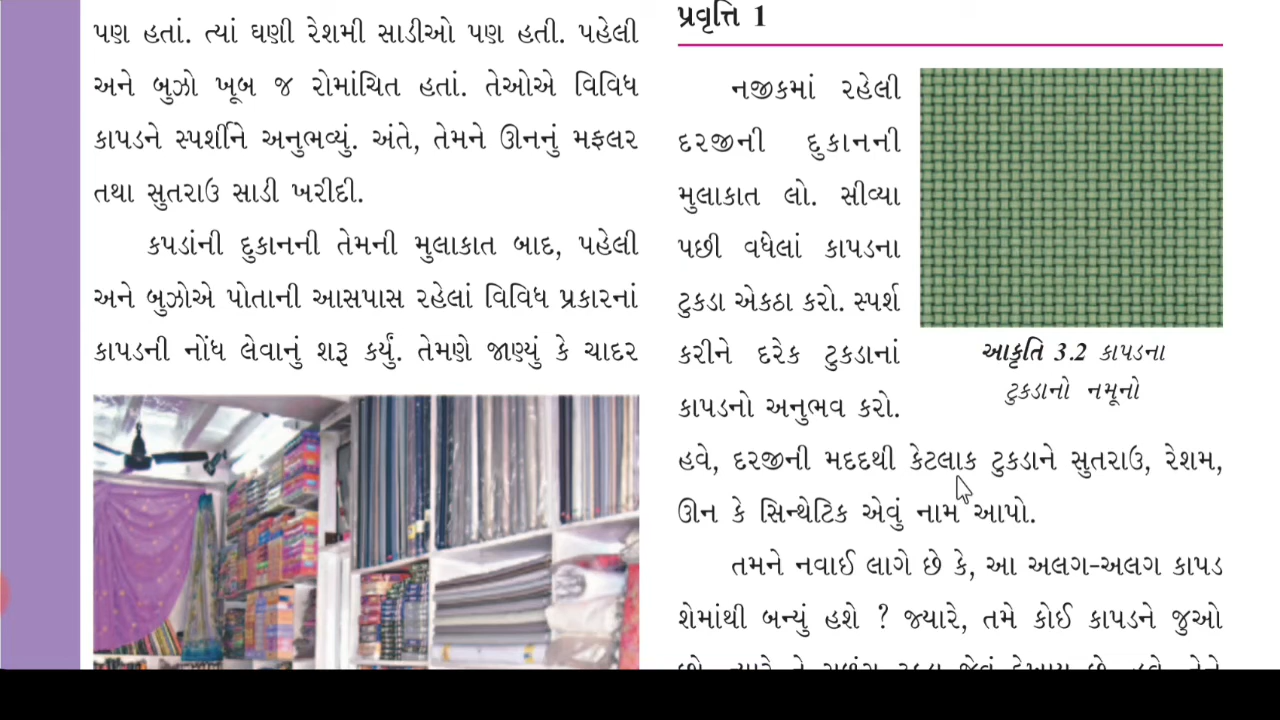 પણ હતાં. ત્યાં ઘણી રેશમી સાડીઓ પણ હતી. પહેલી
અને બુઝો ખૂબ જ રોમાંચિત હતાં. તેઓએ વિવિધ
કાપડને સ્પર્શીને અનુભવ્યું. અંતે, તેમને ઊનનું મફલર
તથા સુતરાઉ સાડી ખરીદી.
કપડાંની દુકાનની તેમની મુલાકાત બાદ, પહેલી
અને બુઝોએ પોતાની આસપાસ રહેલાં વિવિધ પ્રકારનાં
કાપડની નોંધ લેવાનું શરૂ કર્યું. તેમણે જાણ્યું કે ચાદર
પ્રવૃત્તિ 1
નજીકમાં રહેલી
દરજીની દુકાનની
મુલાકાત લો. સીવ્યા
પછી વધેલાં કાપડના
ટુકડા એકઠા કરો. સ્પર્શ
કરીને દરેક ટુકડાનાં
કાપડનો અનુભવ કરો.
આકૃતિ 3.2 કાપડના
ટુકડાનો નમૂનો
હવે, દરજીની મદદથી કેટલાક ટુકડાને સુતરાઉ, રેશમ,
ઊન કે સિન્થેટિક એવું નામ આપો.
તમને નવાઈ લાગે છે કે, આ અલગ-અલગ કાપડ
શેમાંથી બન્યું હશે ? જ્યારે, તમે કોઈ કાપડને જુઓ